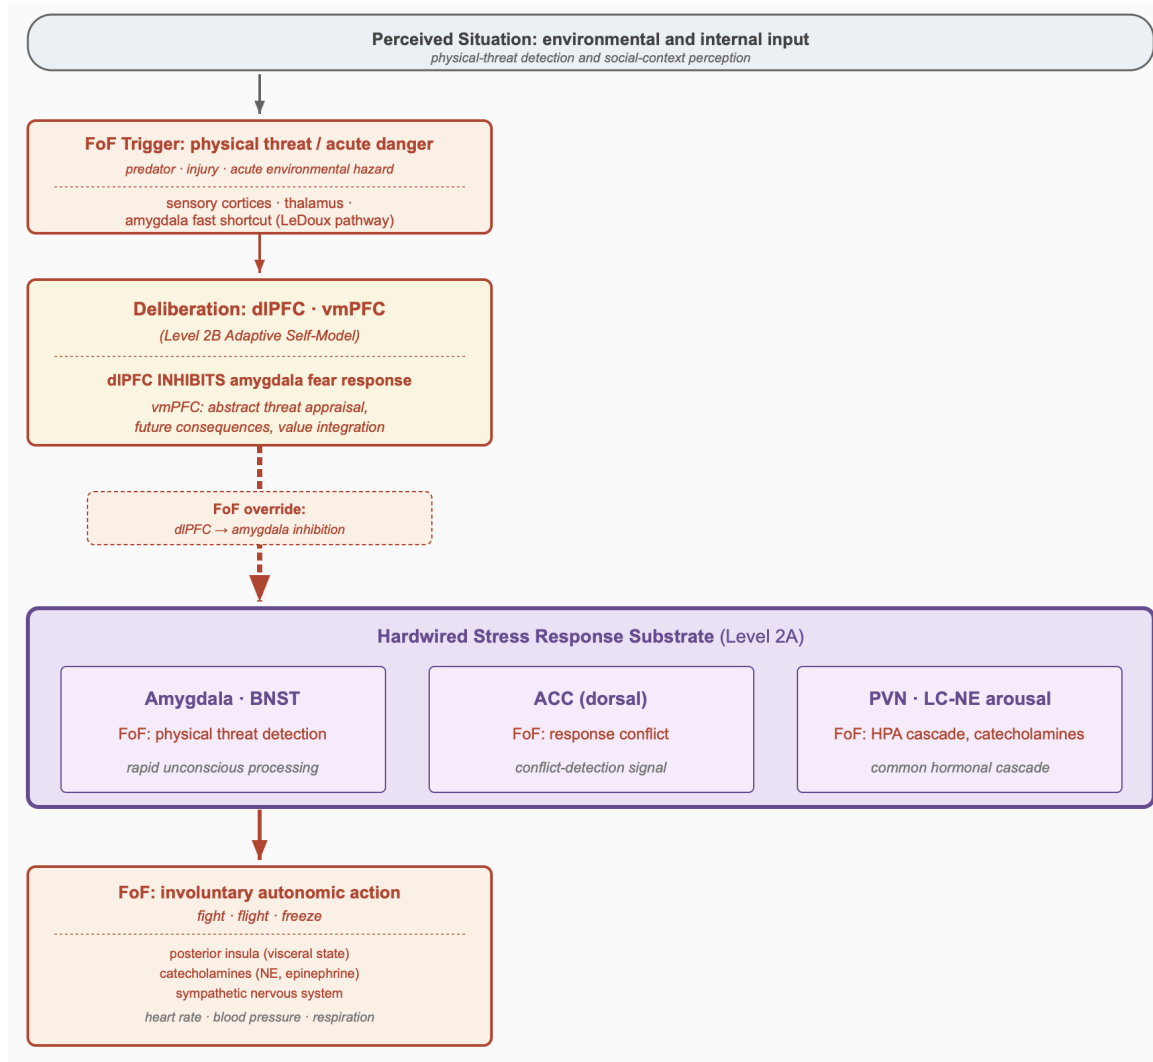 Perceived Situation: environmental and internal input
physical-threat detection and social-context perception
FoF Trigger: physical threat / acute danger
predator · injury · acute environmental hazard
sensory cortices · thalamus ·
amygdala fast shortcut (LeDoux pathway)
Deliberation: dlPFC · vmPFC
(Level 2B Adaptive Self-Model)
dlPFC INHIBITS amygdala fear response
vmPFC: abstract threat appraisal,
future consequences, value integration
FoF override:
dlPFC → amygdala inhibition
Hardwired Stress Response Substrate (Level 2A)
Amygdala · BNST
FoF: physical threat detection
rapid unconscious processing
ACC (dorsal)
FoF: response conflict
conflict-detection signal
PVN · LC-NE arousal
FoF: HPA cascade, catecholamines
common hormonal cascade
FoF: involuntary autonomic action
fight · flight · freeze
posterior insula (visceral state)
catecholamines (NE, epinephrine)
sympathetic nervous system
heart rate · blood pressure · respiration